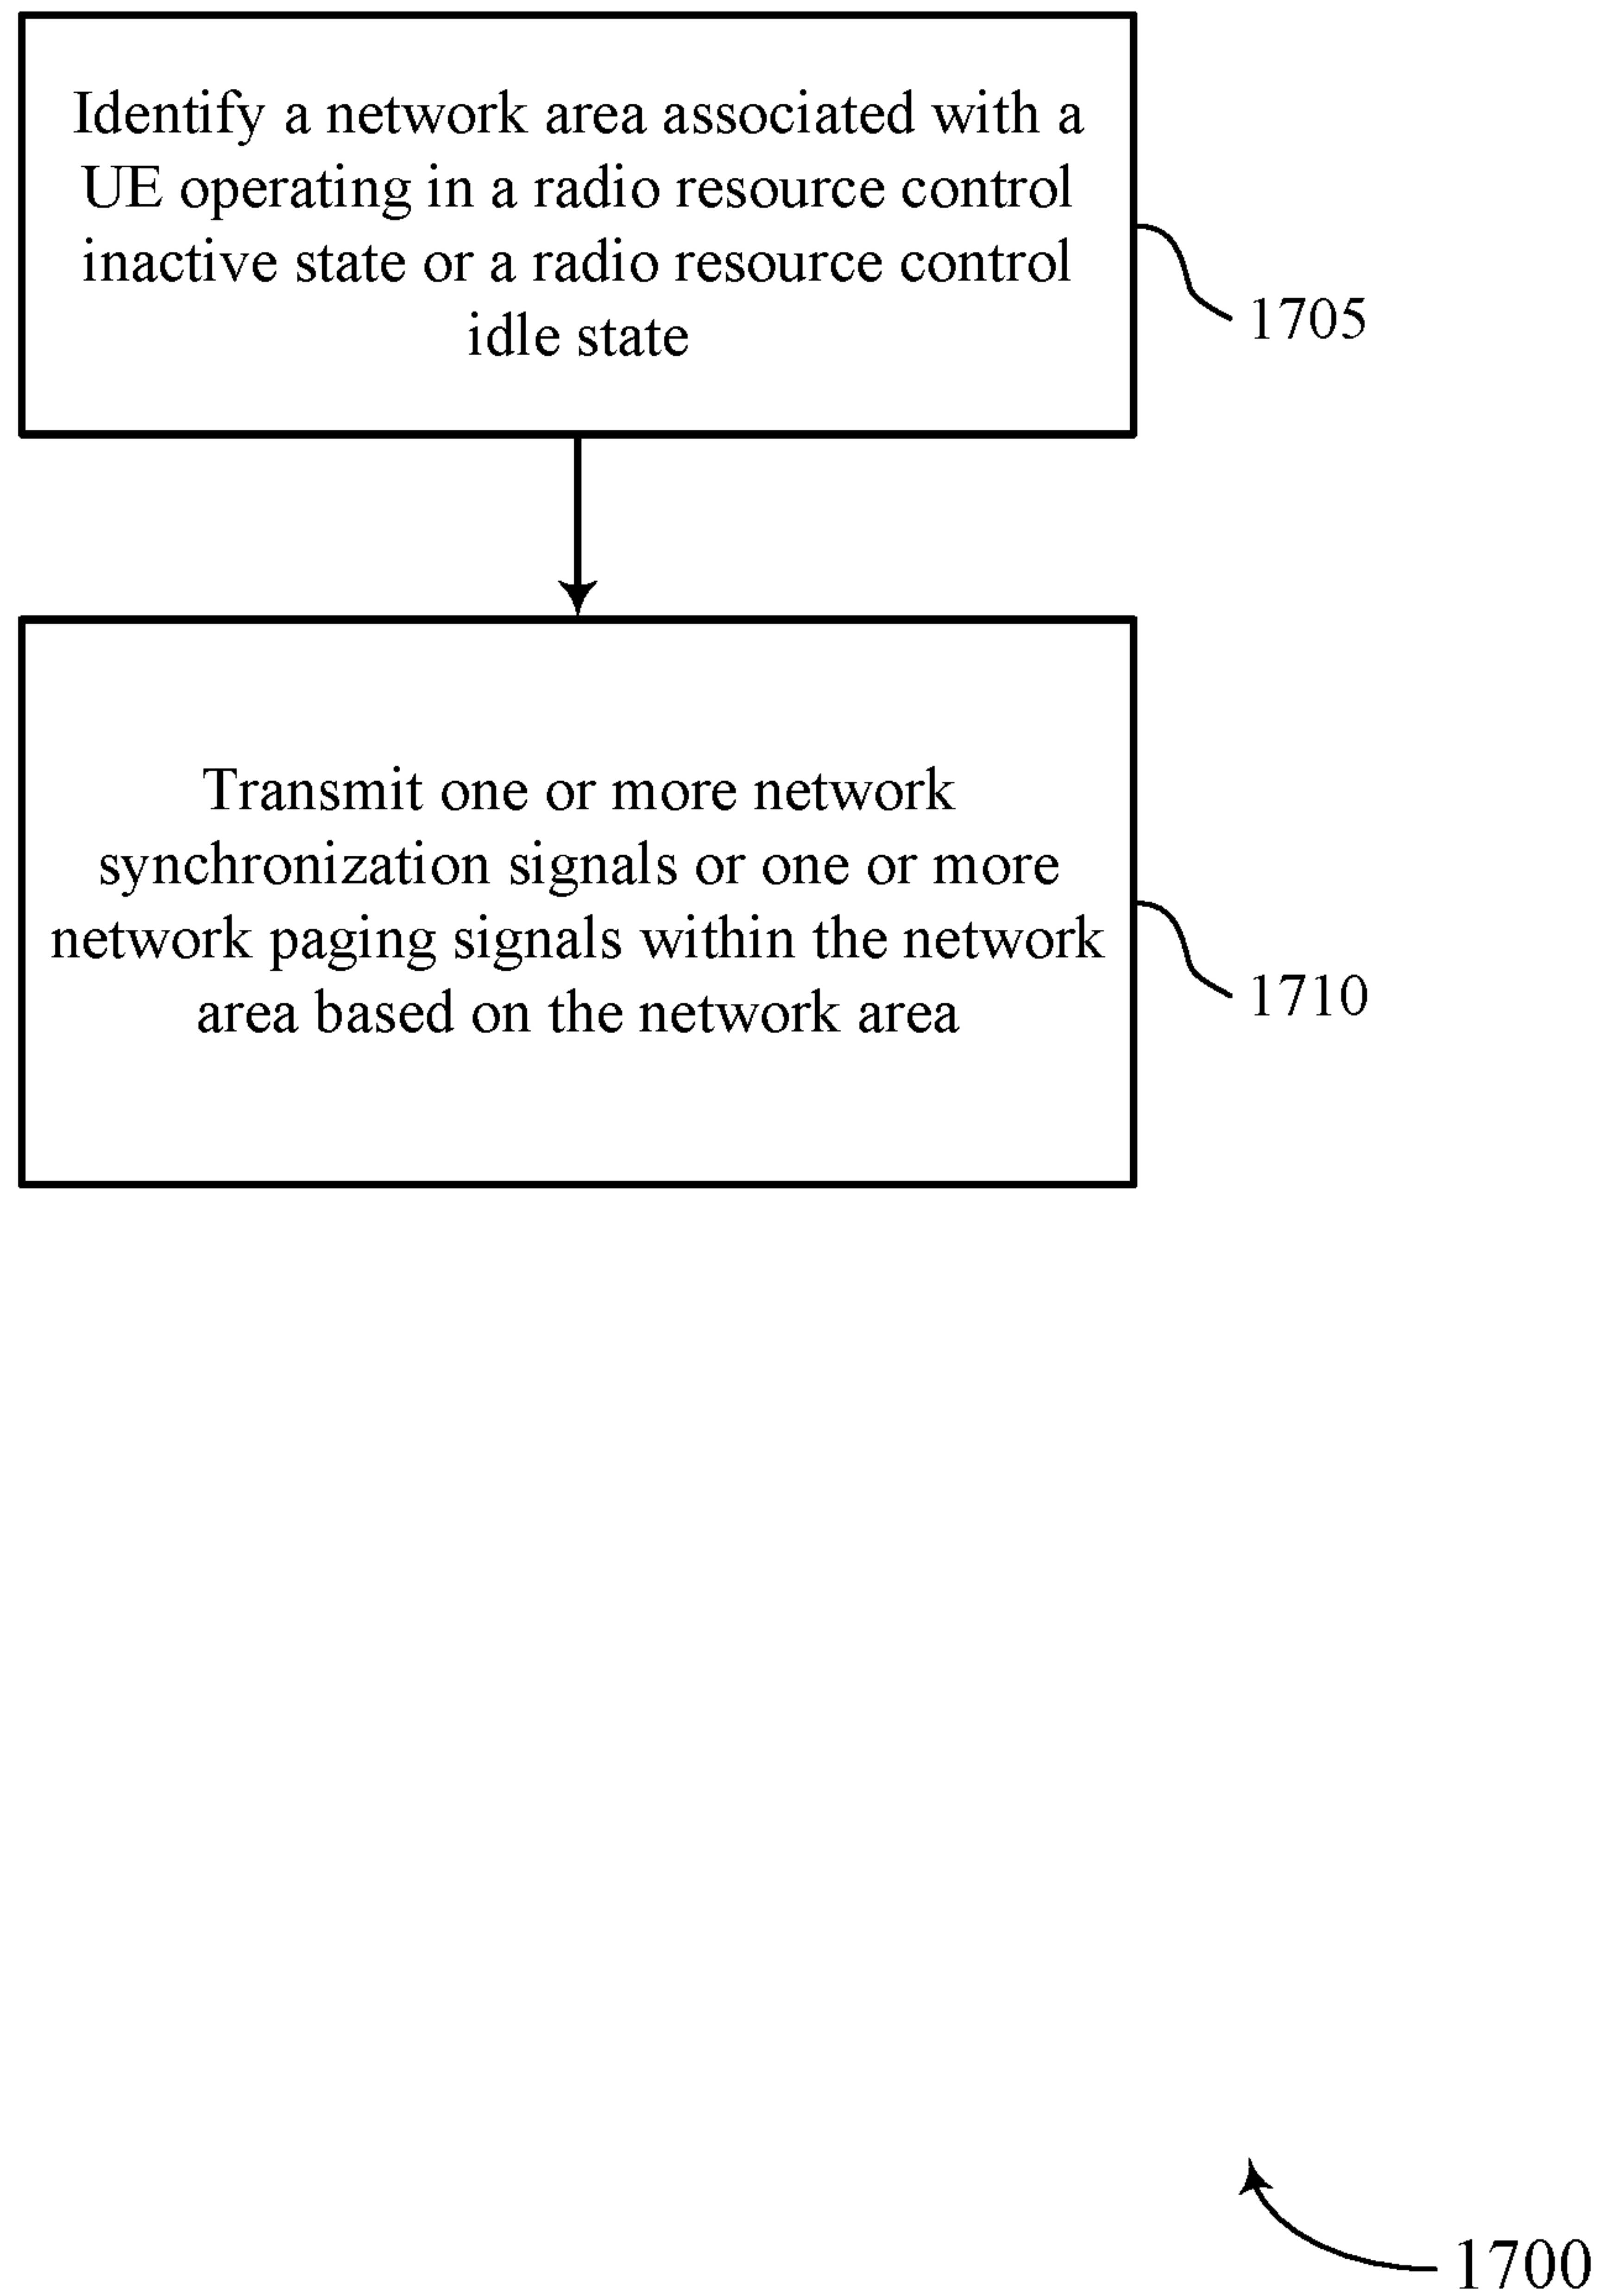 Identify a network area associated with a
UE operating in a radio resource control
inactive state or a radio resource control
idle state
1705
Transmit one or more network
synchronization signals or one or more
network paging signals within the network
area based on the network area
1710
1700